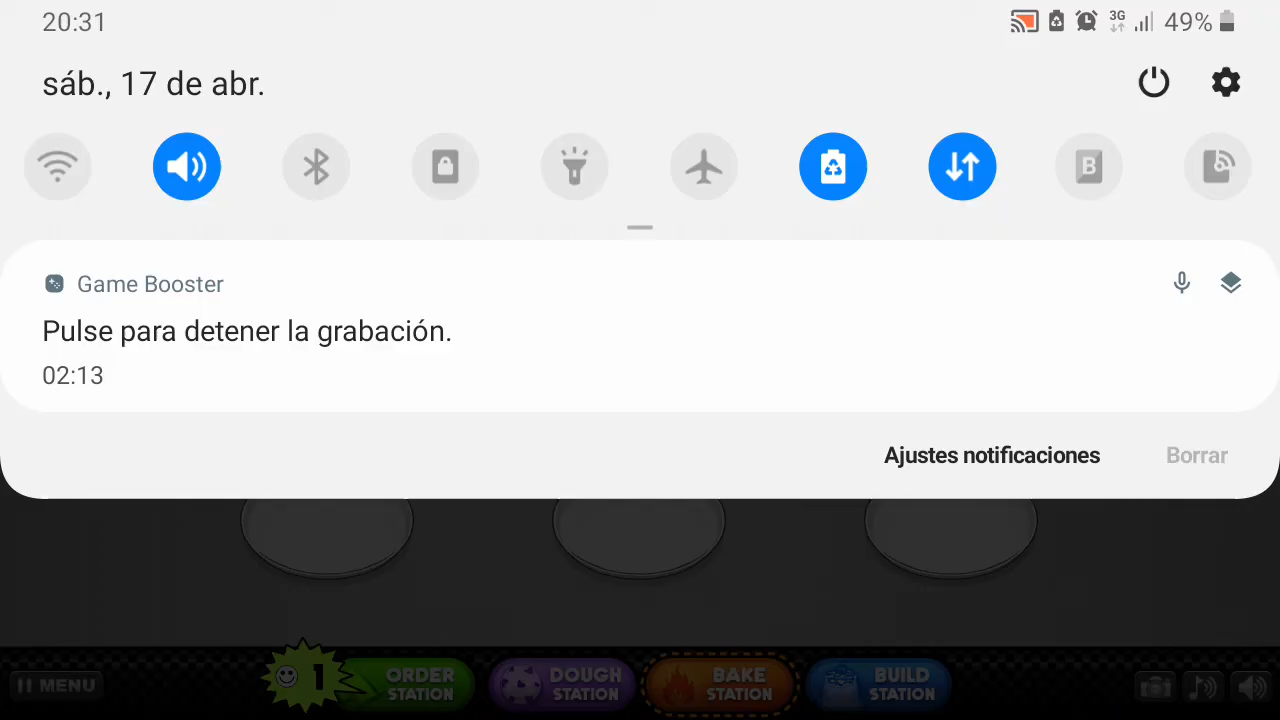 20:31
3G
49%
sáb., 17 de abr.
B
Game Booster
Pulse para detener la grabación.
02:13
Ajustes notificaciones
Borrar
MENU
1
ORDER
STATION
DOUGH
STATION
BAKE
STATION
BUILD
STATION